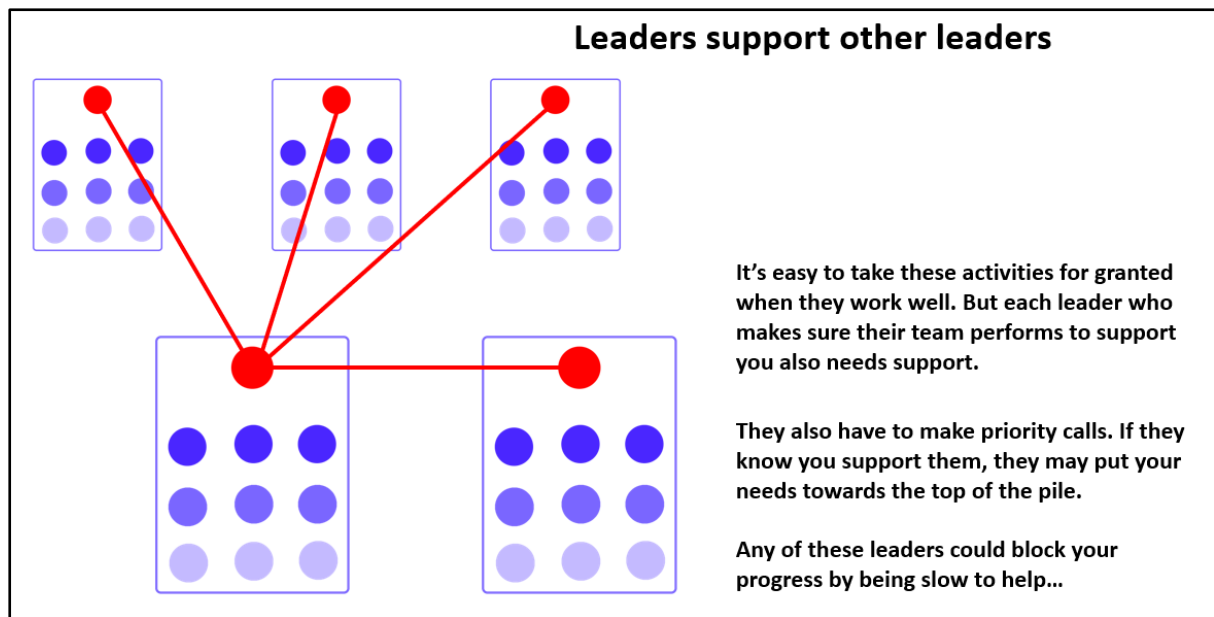 Leaders support other leaders
It’s easy to take these activities for granted
when they work well. But each leader who
makes sure their team performs to support
you also needs support.
They also have to make priority calls. If they
know you support them, they may put your
needs towards the top of the pile.
Any of these leaders could block your
progress by being slow to help…